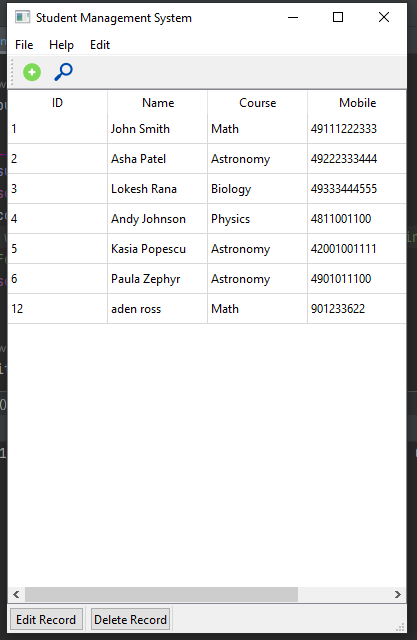 Student Management System
File Help Edit
ID Name Course Mobile
1 John Smith Math 49111222333
2 Asha Patel Astronomy 49222333444
3 Lokesh Rana Biology 49333444555
4 Andy Johnson Physics 4811001100
5 Kasia Popescu Astronomy 42001001111
6 Paula Zephyr Astronomy 4901011100
12 aden ross Math 901233622
Edit Record Delete Record